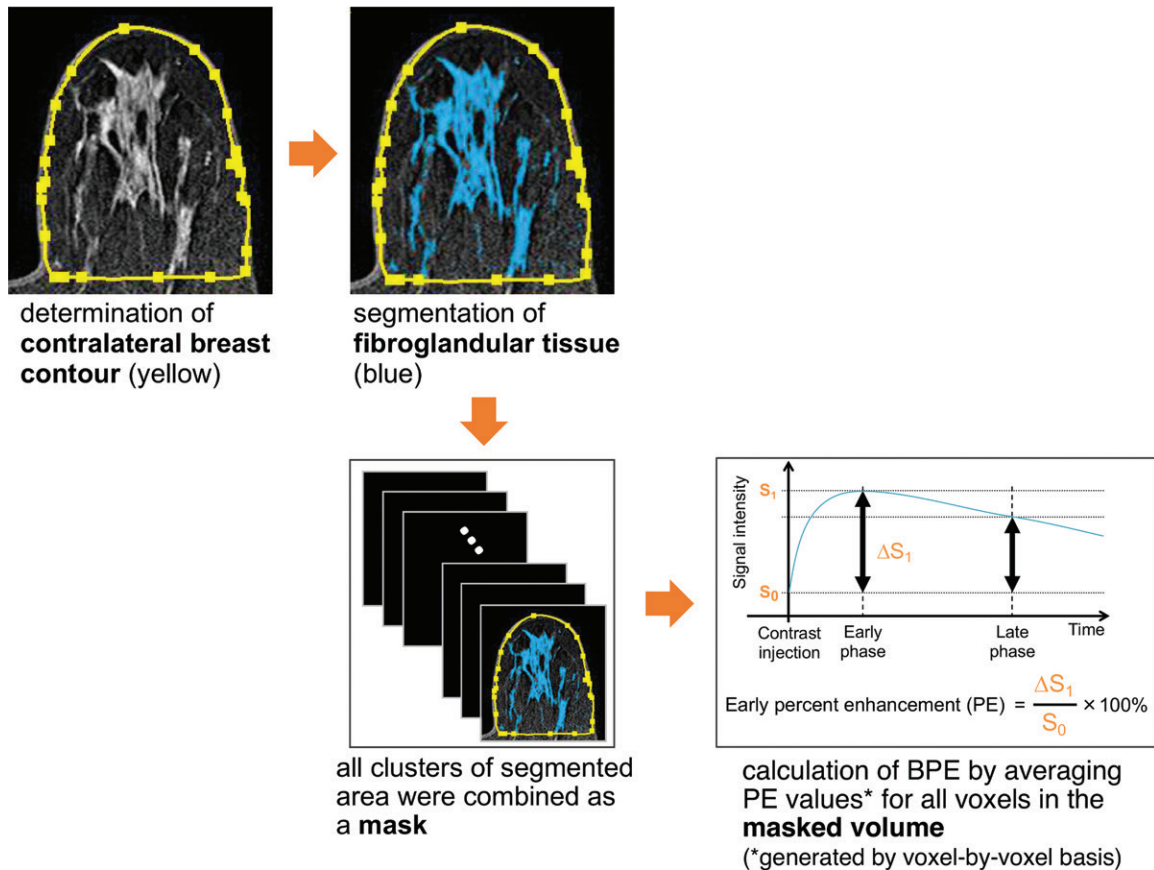 determination of
contralateral breast
contour (yellow)
segmentation of
fibroglandular tissue
(blue)
all clusters of segmented
area were combined as
a mask
Signal intensity
S₁
ΔS₁
S₀
Contrast
injection
Early
phase
Late
phase
Time
Early percent enhancement (PE) = ΔS₁/S₀ × 100%
calculation of BPE by averaging
PE values* for all voxels in the
masked volume
(*generated by voxel-by-voxel basis)